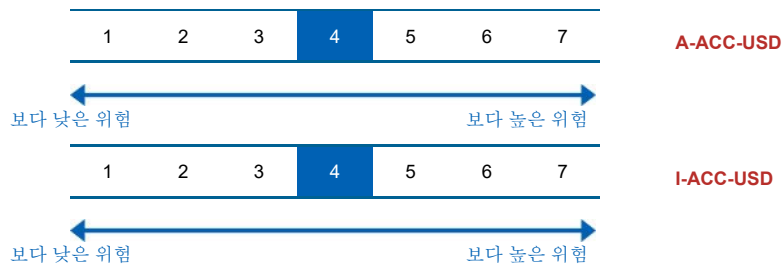 1 2 3 4 5 6 7 A-ACC-USD
보다 낮은 위험 보다 높은 위험
1 2 3 4 5 6 7 I-ACC-USD
보다 낮은 위험 보다 높은 위험